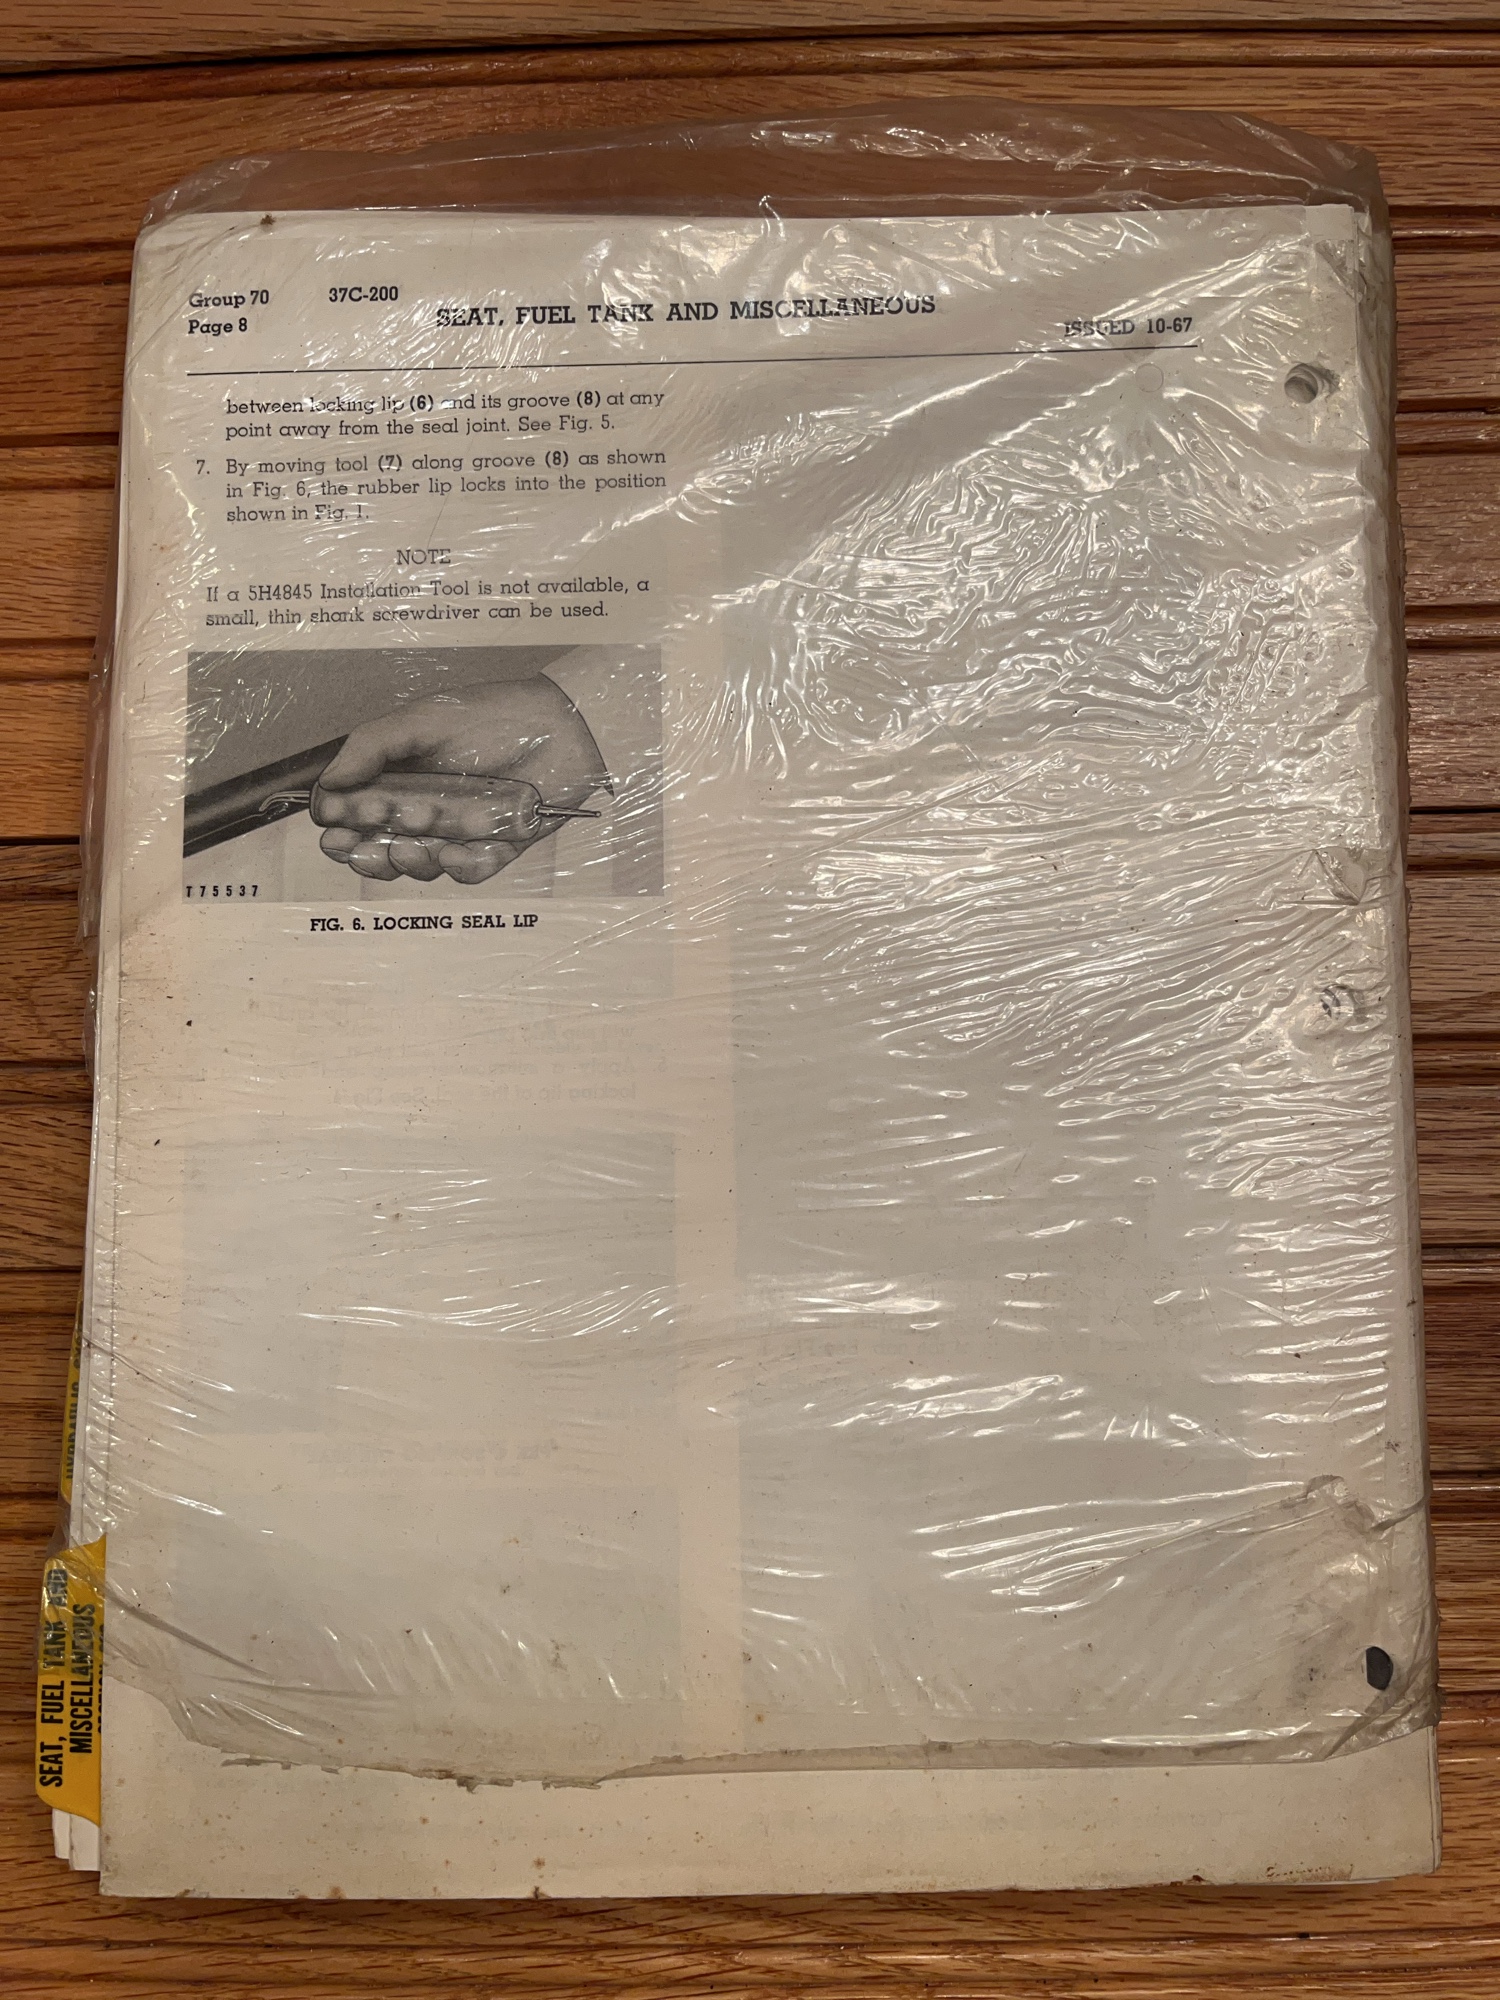 Group 70 37C-200
Page 8
SEAT, FUEL TANK AND MISCELLANEOUS
ISSUED 10-67
between locking lip (6) and its groove (8) at any
point away from the seal joint. See Fig. 5.
7. By moving tool (7) along groove (8) as shown
in Fig. 6, the rubber lip locks into the position
shown in Fig. 1.
NOTE
If a 5H4845 Installation Tool is not available, a
small, thin shank screwdriver can be used.
T75537
FIG. 6. LOCKING SEAL LIP
HYDRAULIC
SEAT, FUEL TANK AND
MISCELLANEOUS